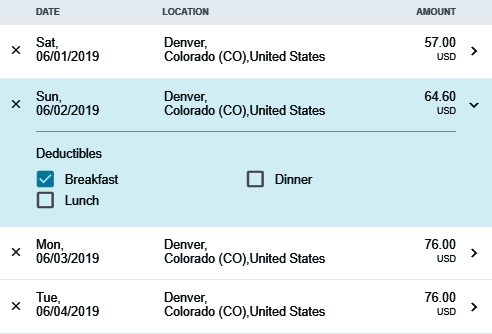 DATE LOCATION AMOUNT
Sat, Denver, 57.00
06/01/2019 Colorado (CO),United States USD
Sun, Denver, 64.60
06/02/2019 Colorado (CO),United States USD
Deductibles
Breakfast Dinner
Lunch
Mon, Denver, 76.00
06/03/2019 Colorado (CO),United States USD
Tue, Denver, 76.00
06/04/2019 Colorado (CO),United States USD